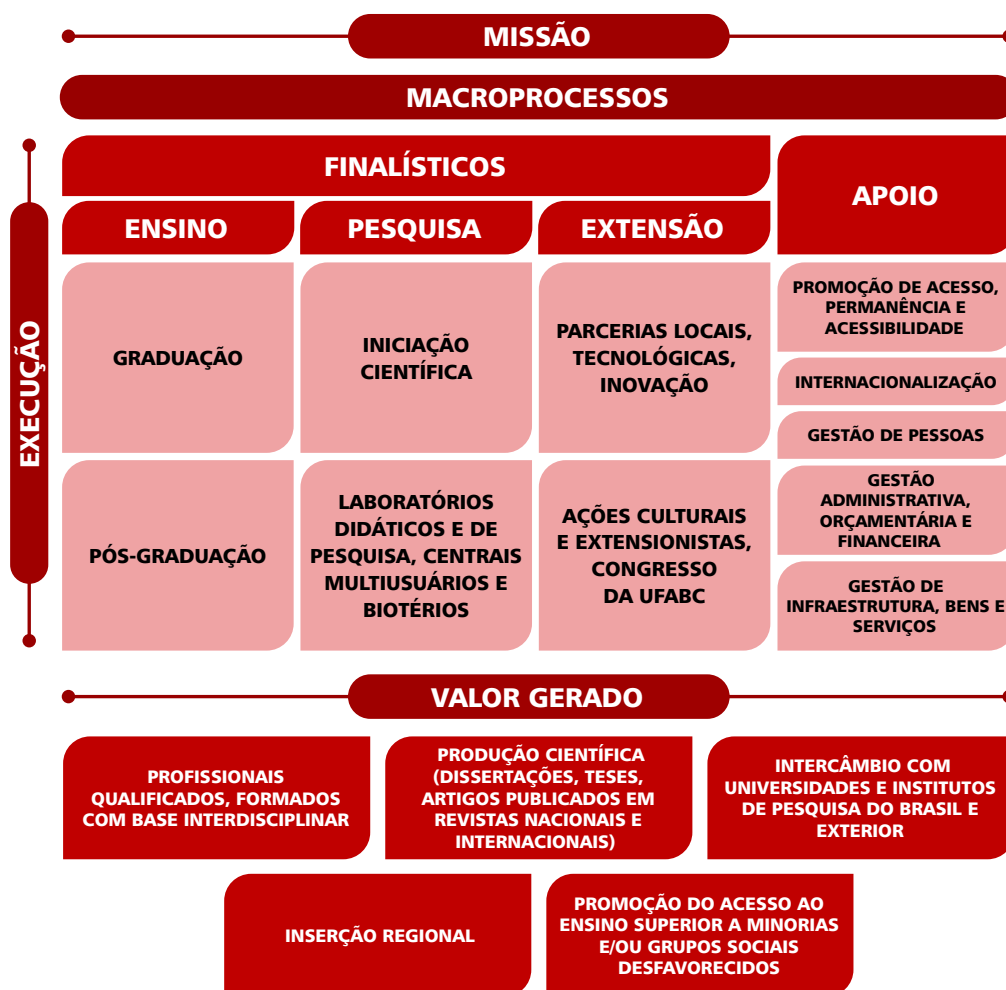 MISSÃO
MACROPROCESSOS
EXECUÇÃO
FINALÍSTICOS
APOIO
ENSINO
PESQUISA
EXTENSÃO
GRADUAÇÃO
INICIAÇÃO
CIENTÍFICA
PARCERIAS LOCAIS,
TECNOLÓGICAS,
INOVAÇÃO
PÓS-GRADUAÇÃO
LABORATÓRIOS
DIDÁTICOS E DE
PESQUISA, CENTRAIS
MULTIUSUÁRIOS E
BIOTÉRIOS
AÇÕES CULTURAIS
E EXTENSIONISTAS,
CONGRESSO
DA UFABC
PROMOÇÃO DE ACESSO,
PERMANÊNCIA E
ACESSIBILIDADE
INTERNACIONALIZAÇÃO
GESTÃO DE PESSOAS
GESTÃO
ADMINISTRATIVA,
ORÇAMENTÁRIA E
FINANCEIRA
GESTÃO DE
INFRAESTRUTURA, BENS E
SERVIÇOS
VALOR GERADO
PROFISSIONAIS
QUALIFICADOS, FORMADOS
COM BASE INTERDISCIPLINAR
PRODUÇÃO CIENTÍFICA
(DISSERTAÇÕES, TESES,
ARTIGOS PUBLICADOS EM
REVISTAS NACIONAIS E
INTERNACIONAIS)
INTERCÂMBIO COM
UNIVERSIDADES E INSTITUTOS
DE PESQUISA DO BRASIL E
EXTERIOR
INSERÇÃO REGIONAL
PROMOÇÃO DO ACESSO AO
ENSINO SUPERIOR A MINORIAS
E/OU GRUPOS SOCIAIS
DESFAVORECIDOS